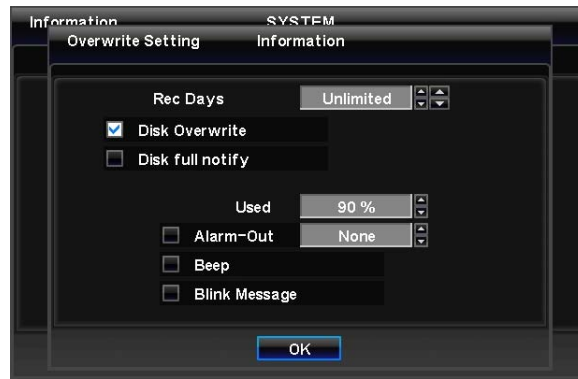 Information SYSTEM
Overwrite Setting Information
Rec Days Unlimited
Disk Overwrite
Disk full notify
Used 90 %
Alarm-Out None
Beep
Blink Message
OK